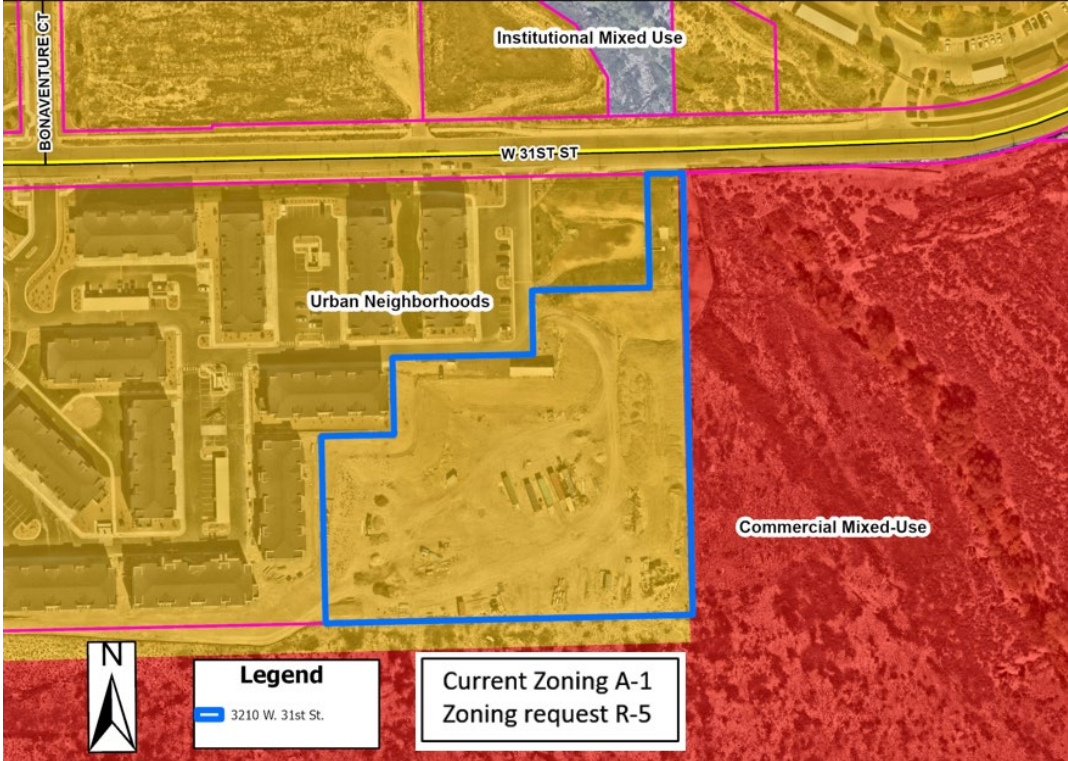 Institutional Mixed Use
BONAVENTURE CT
W 31ST ST
Urban Neighborhoods
Commercial Mixed-Use
N
Legend
3210 W. 31st St.
Current Zoning A-1
Zoning request R-5